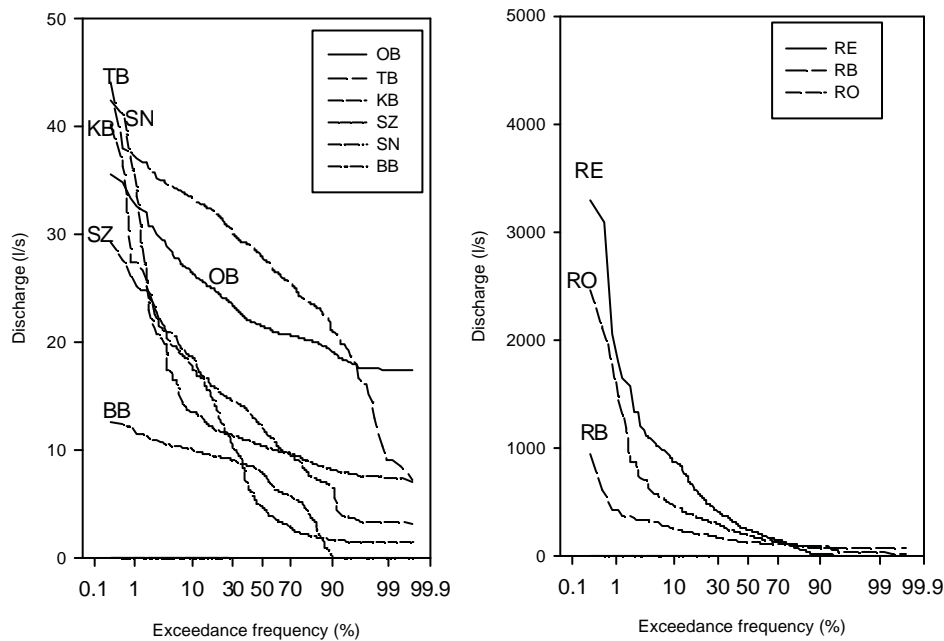 50
40
30
20
10
0
Discharge (l/s)
TB
SN
KB
SZ
OB
BB
OB
TB
KB
SZ
SN
BB
0.1 1 10 30 50 70 90 99 99.9
Exceedance frequency (%)
5000
4000
3000
2000
1000
0
Discharge (l/s)
RE
RO
RB
RE
RB
RO
0.1 1 10 30 50 70 90 99 99.9
Exceedance frequency (%)